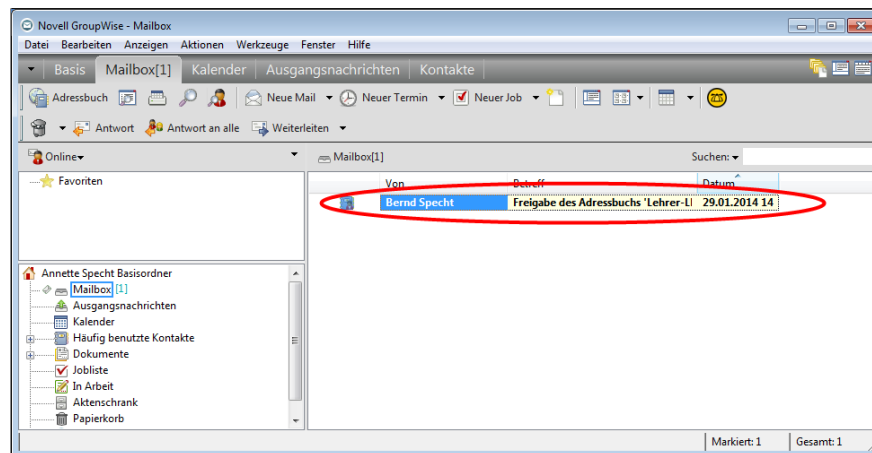 Novell GroupWise - Mailbox
Datei Bearbeiten Anzeigen Aktionen Werkzeuge Fenster Hilfe
Basis Mailbox[1] Kalender Ausgangsnachrichten Kontakte
Adressbuch Neue Mail Neuer Termin Neuer Job
Antwort Antwort an alle Weiterleiten
Online Mailbox[1] Suchen:
Favoriten
Von Betreff Datum
Bernd Specht Freigabe des Adressbuchs 'Lehrer-LI 29.01.2014 14
Annette Specht Basisordner
Mailbox [1]
Ausgangsnachrichten
Kalender
Häufig benutzte Kontakte
Dokumente
Jobliste
In Arbeit
Aktenschrank
Papierkorb
Markiert: 1 Gesamt: 1